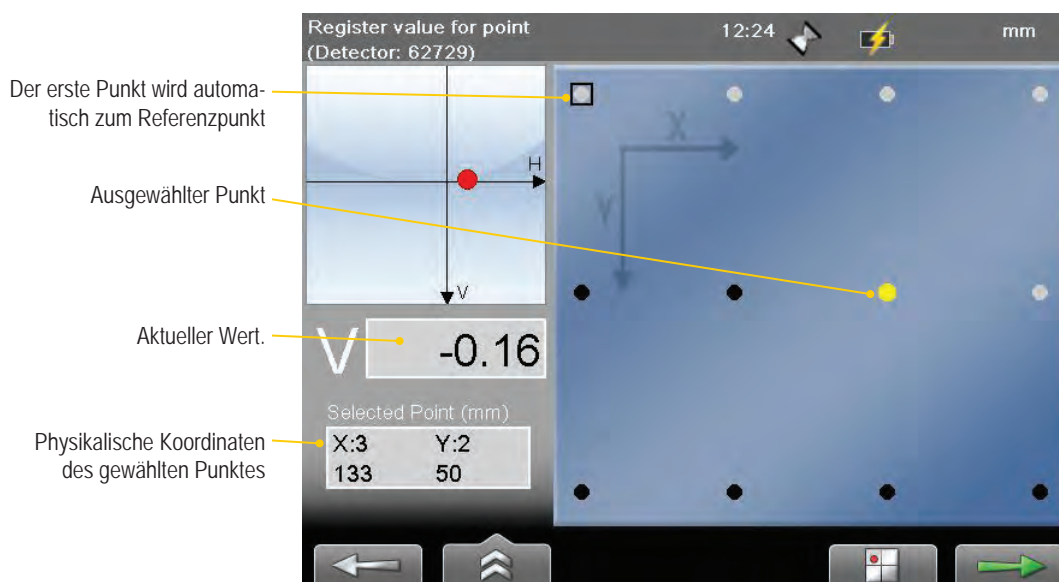 Register value for point
(Detector: 62729)
12:24
mm
Der erste Punkt wird automa-
tisch zum Referenzpunkt
Ausgewählter Punkt
Aktueller Wert.
Physikalische Koordinaten
des gewählten Punktes
H
V
V
-0.16
Selected Point (mm)
X:3 Y:2
133 50
X
Y